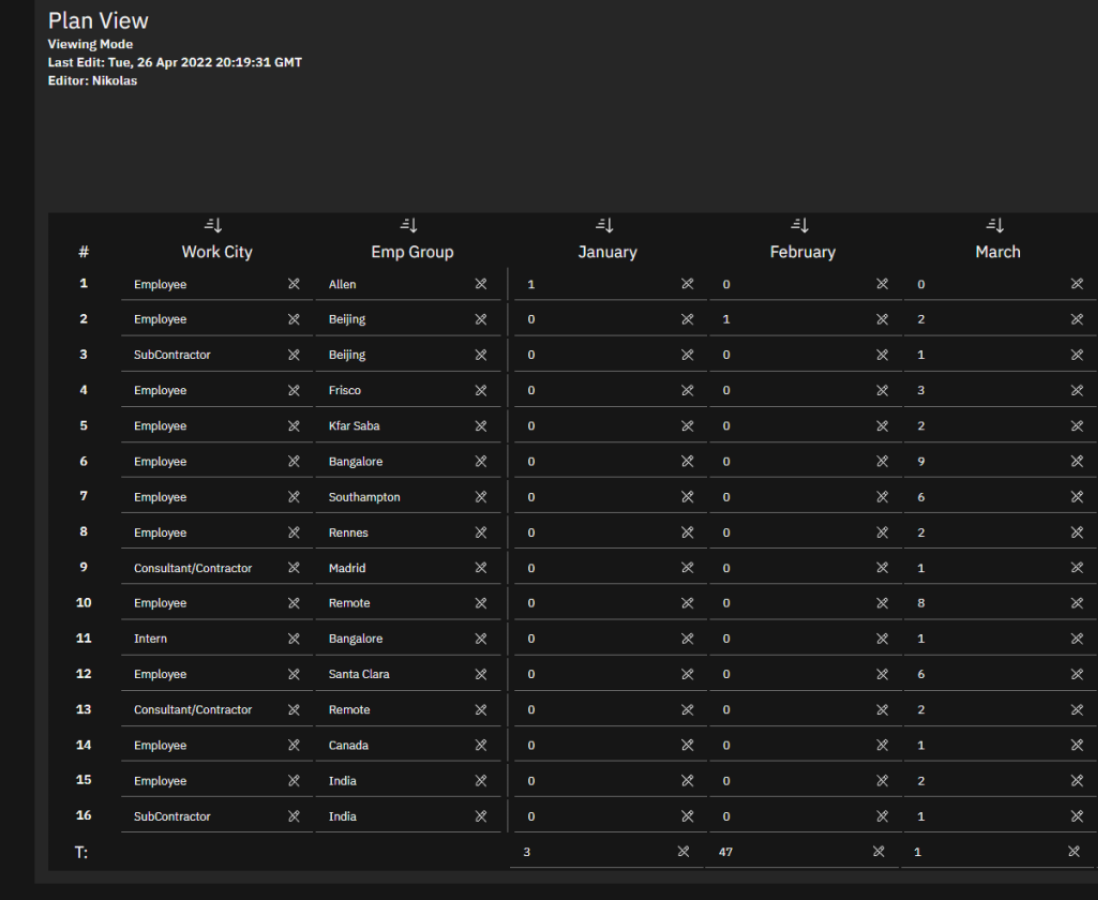 Plan View
Viewing Mode
Last Edit: Tue, 26 Apr 2022 20:19:31 GMT
Editor: Nikolas
# Work City Emp Group January February March
1 Employee Allen 1 0 0
2 Employee Beijing 0 1 2
3 SubContractor Beijing 0 0 1
4 Employee Frisco 0 0 3
5 Employee Kfar Saba 0 0 2
6 Employee Bangalore 0 0 9
7 Employee Southampton 0 0 6
8 Employee Rennes 0 0 2
9 Consultant/Contractor Madrid 0 0 1
10 Employee Remote 0 0 8
11 Intern Bangalore 0 0 1
12 Employee Santa Clara 0 0 6
13 Consultant/Contractor Remote 0 0 2
14 Employee Canada 0 0 1
15 Employee India 0 0 2
16 SubContractor India 0 0 1
T: 3 47 1